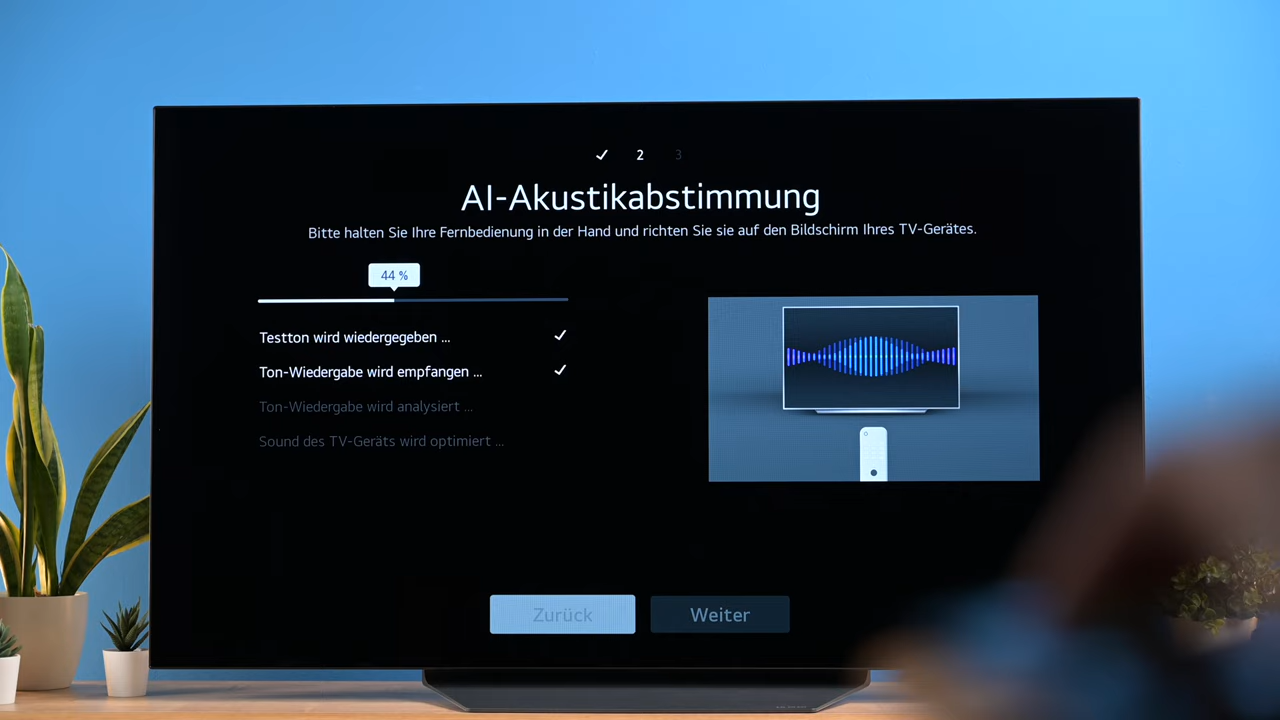 2 3
AI-Akustikabstimmung
Bitte halten Sie Ihre Fernbedienung in der Hand und richten Sie sie auf den Bildschirm Ihres TV-Gerätes.
44 %
Testton wird wiedergegeben ...
Ton-Wiedergabe wird empfangen ...
Ton-Wiedergabe wird analysiert ...
Sound des TV-Geräts wird optimiert ...
Zurück Weiter